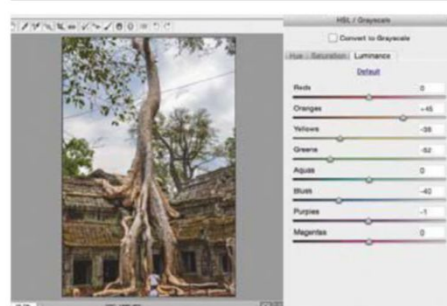 HSL / Grayscale
Convert to Grayscale
Hue Saturation Luminance
Default
Reds 0
Oranges +45
Yellows -38
Greens -52
Aquas 0
Blues -40
Purples -1
Magentas 0